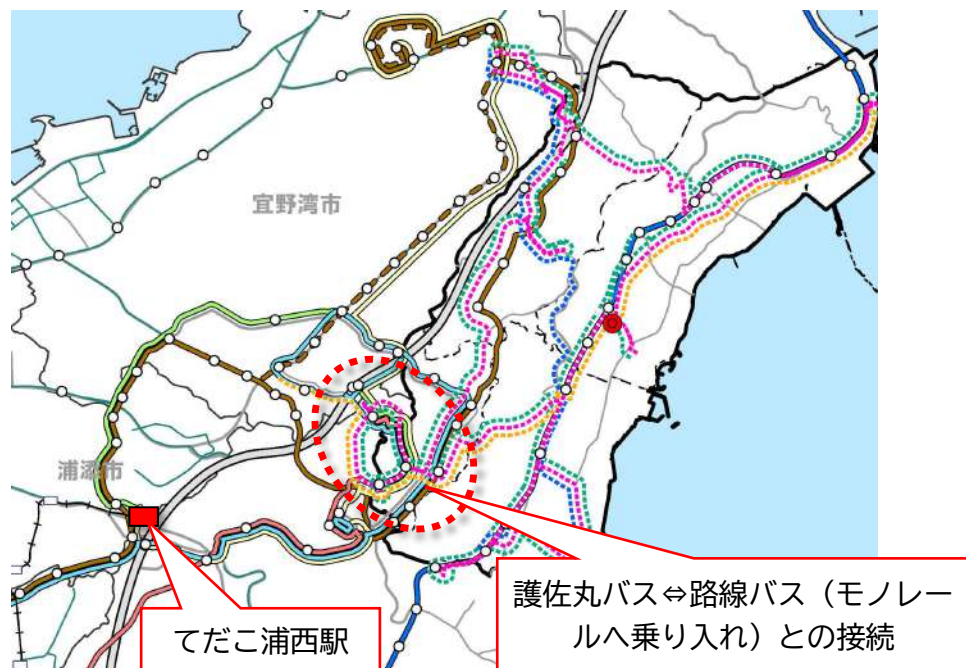 宜野湾市
浦添市
護佐丸バス⇔路線バス（モノレー
ルへ乗り入れ）との接続
てだこ浦西駅